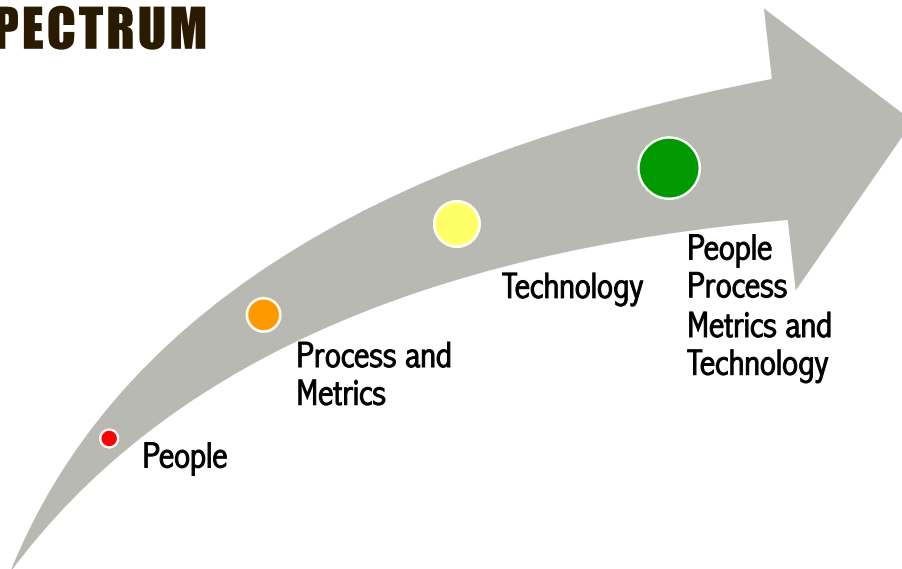 PECTRUM
People
Process and
Metrics
Technology
People
Process
Metrics and
Technology